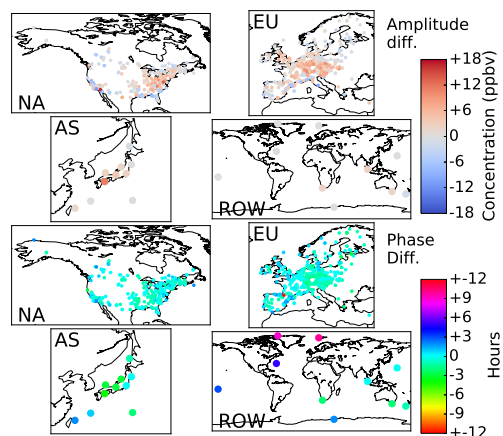 NA
EU
Amplitude
diff.
AS
ROW
+18
+12
+6
0
-6
-12
-18
Concentration (ppbv)
NA
EU
Phase
Diff.
AS
ROW
+-12
+9
+6
+3
0
-3
-6
-9
+-12
Hours